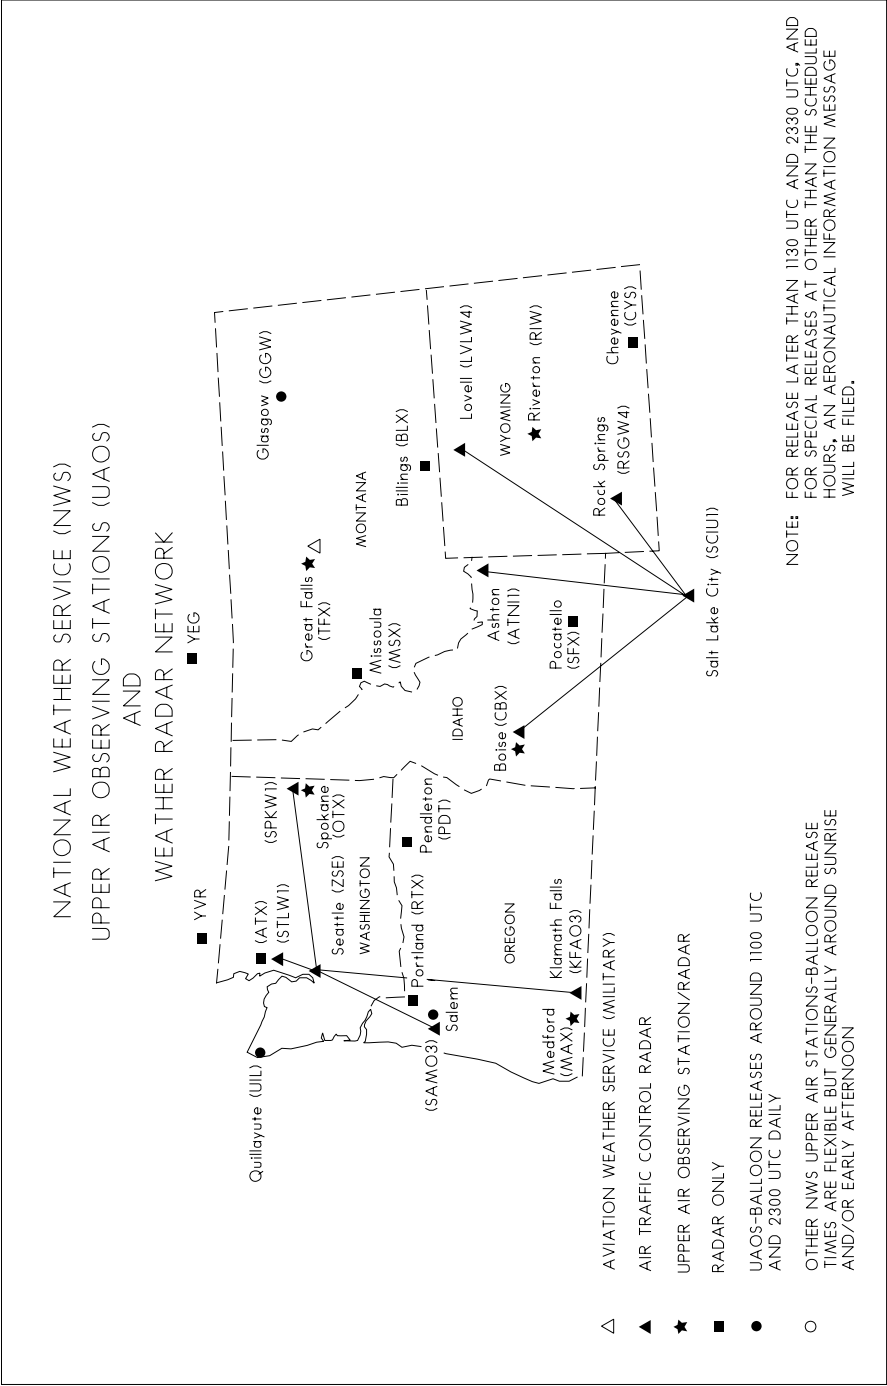 NATIONAL WEATHER SERVICE (NWS)
UPPER AIR OBSERVING STATIONS (UAOS)
AND
WEATHER RADAR NETWORK
YVR
YEG
Quillayute (UIL)
(ATX)
(STLW1)
(SPKW1)
Spokane
(OTX)
Seattle (ZSE)
WASHINGTON
Great Falls
(TFX)
Glasgow (GGW)
MONTANA
Missoula
(MSX)
Billings (BLX)
Portland (RTX)
Pendleton
(PDT)
Salem
(SAMO3)
IDAHO
Lovell (LVLW4)
Ashton
(ATNI1)
WYOMING
Riverton (RIW)
OREGON
Boise (CBX)
Pocatello
(SFX)
Klamath Falls
(KFAO3)
Medford
(MAX)
Rock Springs
(RSGW4)
Cheyenne
(CYS)
Salt Lake City (SCIU1)
AVIATION WEATHER SERVICE (MILITARY)
AIR TRAFFIC CONTROL RADAR
UPPER AIR OBSERVING STATION/RADAR
RADAR ONLY
UAOS-BALLOON RELEASES AROUND 1100 UTC
AND 2300 UTC DAILY
OTHER NWS UPPER AIR STATIONS-BALLOON RELEASE
TIMES ARE FLEXIBLE BUT GENERALLY AROUND SUNRISE
AND/OR EARLY AFTERNOON
NOTE: FOR RELEASE LATER THAN 1130 UTC AND 2330 UTC, AND
FOR SPECIAL RELEASES AT OTHER THAN THE SCHEDULED
HOURS, AN AERONAUTICAL INFORMATION MESSAGE
WILL BE FILED.